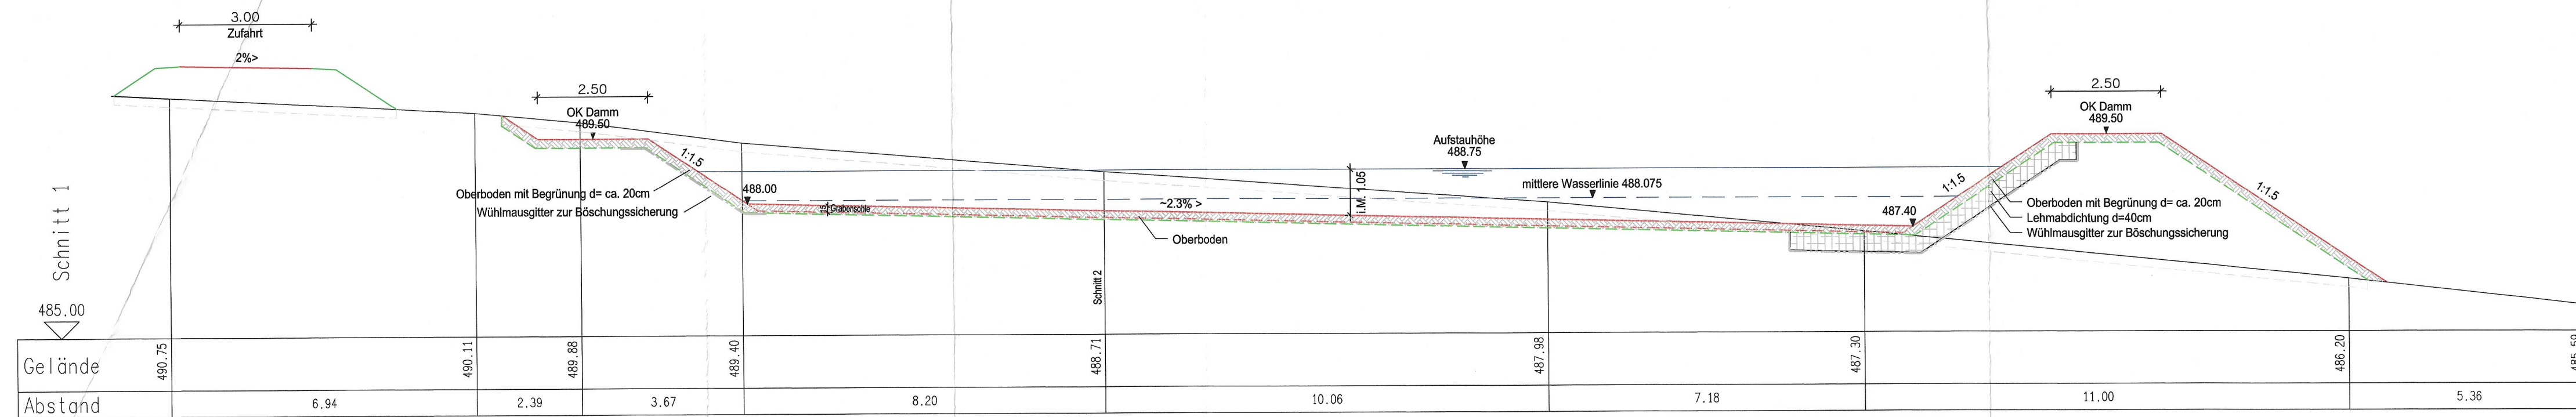 3.00
Zufahrt
2%>
2.50
OK Damm
489.50
1:1.5
Oberboden mit Begrünung d= ca. 20cm
Wühlmausgitter zur Böschungssicherung
488.00
15
Grabensohle
~2.3% >
Oberboden
Schnitt 2
Aufstauhöhe
488.75
i.M. 1.05
mittlere Wasserlinie 488.075
487.40
1:1.5
2.50
OK Damm
489.50
1:1.5
Oberboden mit Begrünung d= ca. 20cm
Lehmabdichtung d=40cm
Wühlmausgitter zur Böschungssicherung
Schnitt 1
485.00
Gelände 490.75 490.11 489.88 489.40 488.71 487.98 487.30 486.20
Abstand 6.94 2.39 3.67 8.20 10.06 7.18 11.00 5.36